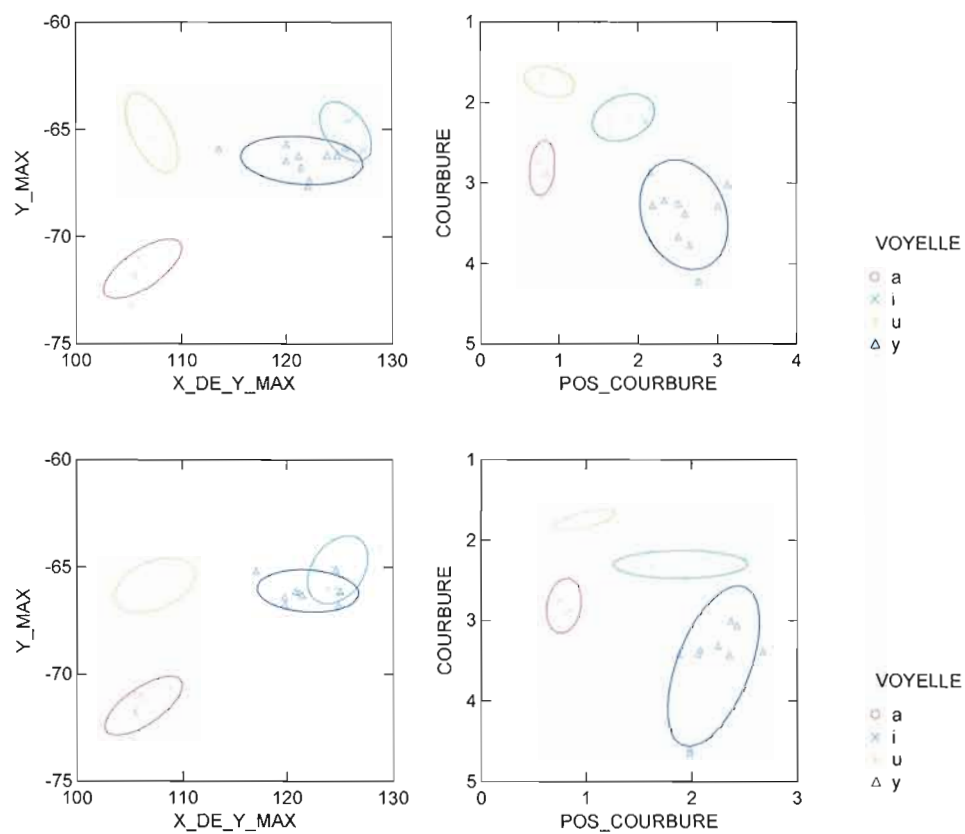 -60
-65
-70
-75
Y_MAX
100 110 120 130
X_DE_Y_MAX
1
2
3
4
5
COURBURE
0 1 2 3 4
POS_COURBURE
VOYELLE
a
i
u
y
-60
-65
-70
-75
Y_MAX
100 110 120 130
X_DE_Y_MAX
1
2
3
4
5
COURBURE
0 1 2 3
POS_COURBURE
VOYELLE
a
i
u
y